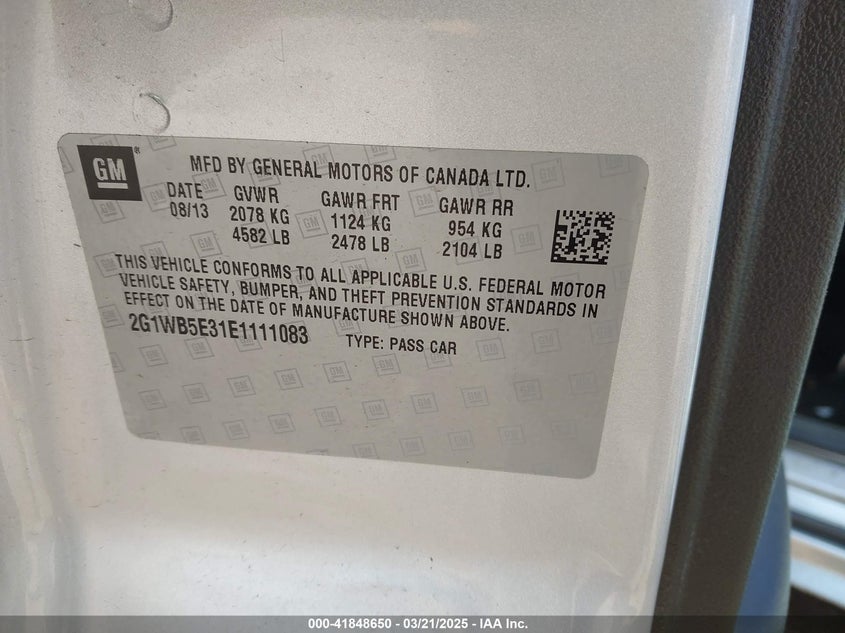 GM
MFD BY GENERAL MOTORS OF CANADA LTD.
DATE GVWR GAWR FRT GAWR RR
08/13 2078 KG 1124 KG 954 KG
4582 LB 2478 LB 2104 LB
THIS VEHICLE CONFORMS TO ALL APPLICABLE U.S. FEDERAL MOTOR
VEHICLE SAFETY, BUMPER, AND THEFT PREVENTION STANDARDS IN
EFFECT ON THE DATE OF MANUFACTURE SHOWN ABOVE.
2G1WB5E31E1111083 TYPE: PASS CAR
000-41848650 / 03/21/2025 - IAA Inc.